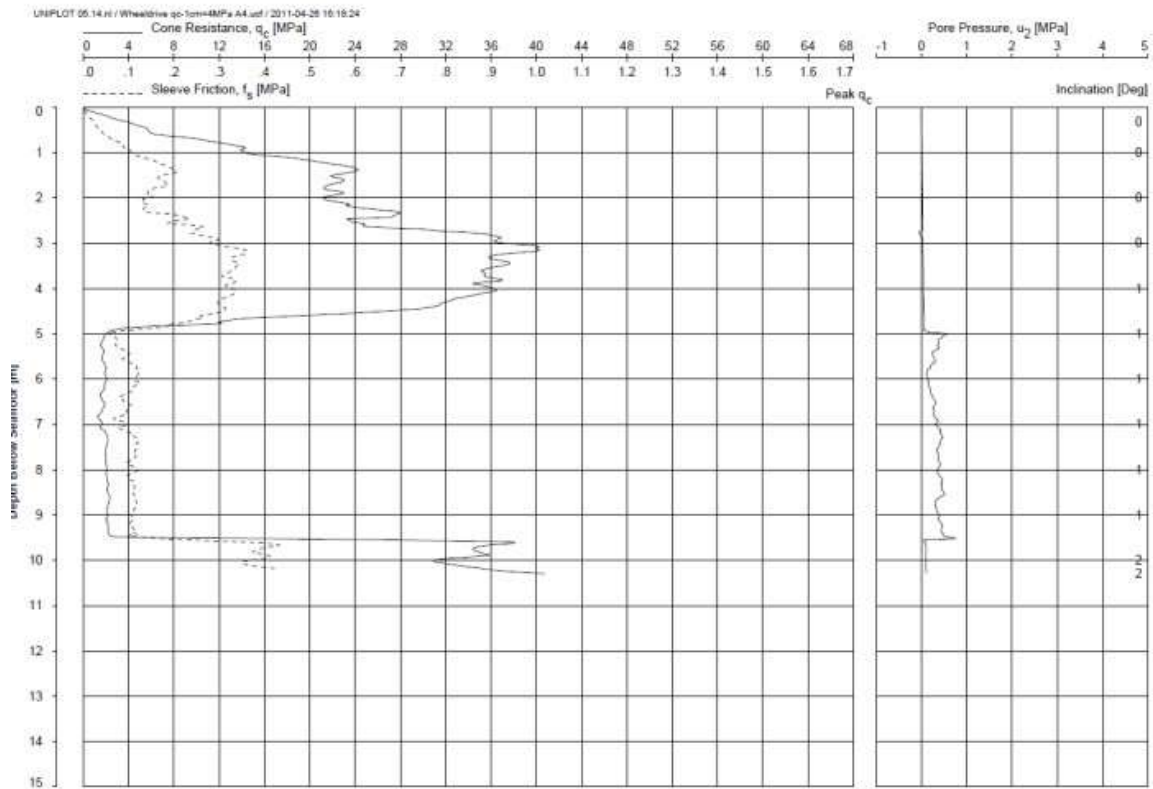 UNIPLOT 05.14.nl / Wheeldrive qc-1cm=4MPa A4.uof / 2011-04-26 16:18:24
Cone Resistance, qc [MPa]
0 4 8 12 16 20 24 28 32 36 40 44 48 52 56 60 64 68
.0 .1 .2 .3 .4 .5 .6 .7 .8 .9 1.0 1.1 1.2 1.3 1.4 1.5 1.6 1.7
Sleeve Friction, fs [MPa]
Peak qc
Pore Pressure, u2 [MPa]
-1 0 1 2 3 4 5
Inclination [Deg]
Depth Below Seafloor [m]
0
1
2
3
4
5
6
7
8
9
10
11
12
13
14
15
0
0
0
0
1
1
1
1
1
1
2
2